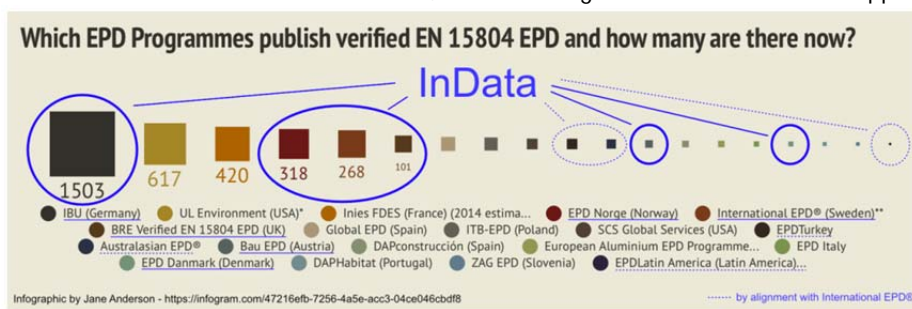 Which EPD Programmes publish verified EN 15804 EPD and how many are there now?
InData
1503
617
420
318
268
101
IBU (Germany) UL Environment (USA)* Inies FDES (France) (2014 estima... EPD Norge (Norway) International EPD® (Sweden)**
BRE Verified EN 15804 EPD (UK) Global EPD (Spain) ITB-EPD (Poland) SCS Global Services (USA) EPDTurkey
Australasian EPD® Bau EPD (Austria) DAPconstrucción (Spain) European Aluminium EPD Programme... EPD Italy
EPD Danmark (Denmark) DAPHabitat (Portugal) ZAG EPD (Slovenia) EPDLatin America (Latin America)...
Infographic by Jane Anderson - https://infogram.com/47216efb-7256-4a5e-acc3-04ce046cbdf8
by alignment with International EPD®